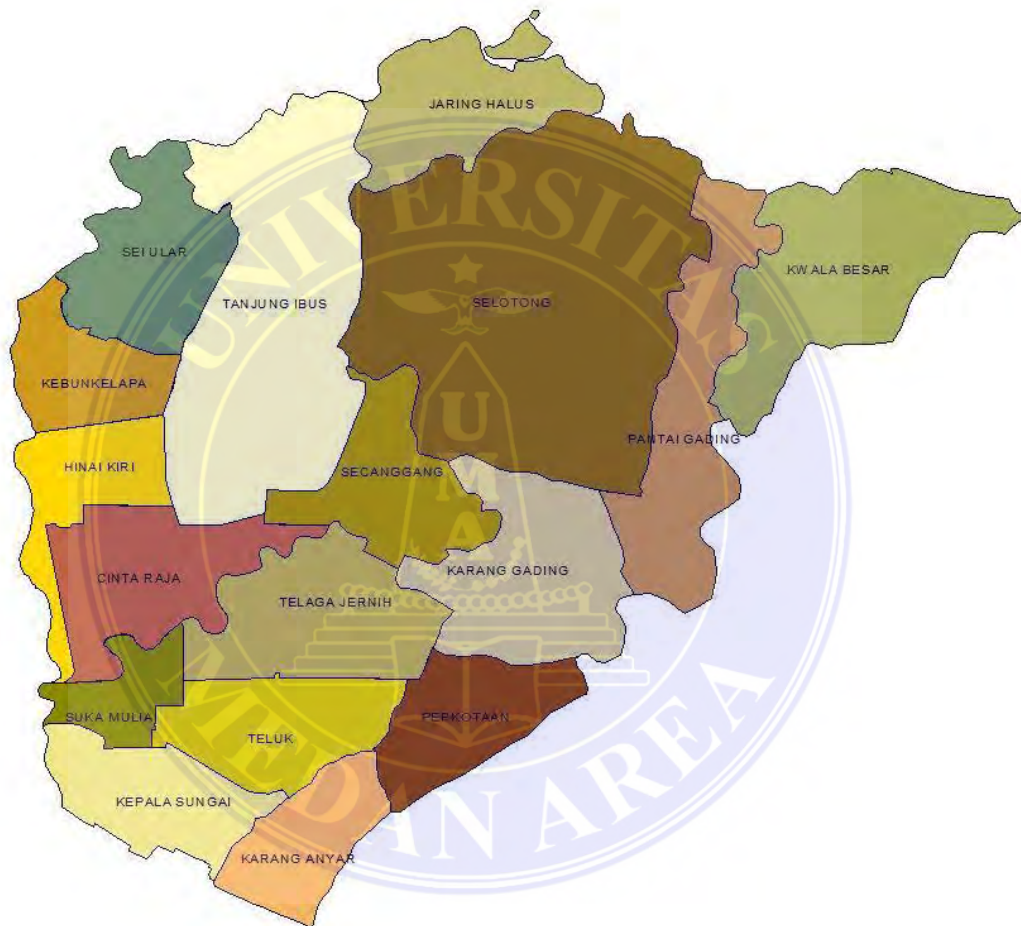 JARING HALUS
SEI ULAR
KWALA BESAR
TANJUNG IBUS
SELOTONG
KEBUNKELAPA
PANTAI GADING
HINAI KIRI
SECANGGANG
CINTA RAJA
KARANG GADING
TELAGA JERNIH
SUKA MULIA
PERKOTAAN
TELUK
KEPALA SUNGAI
KARANG ANYAR
UNIVERSITAS
UMA
MEDAN AREA